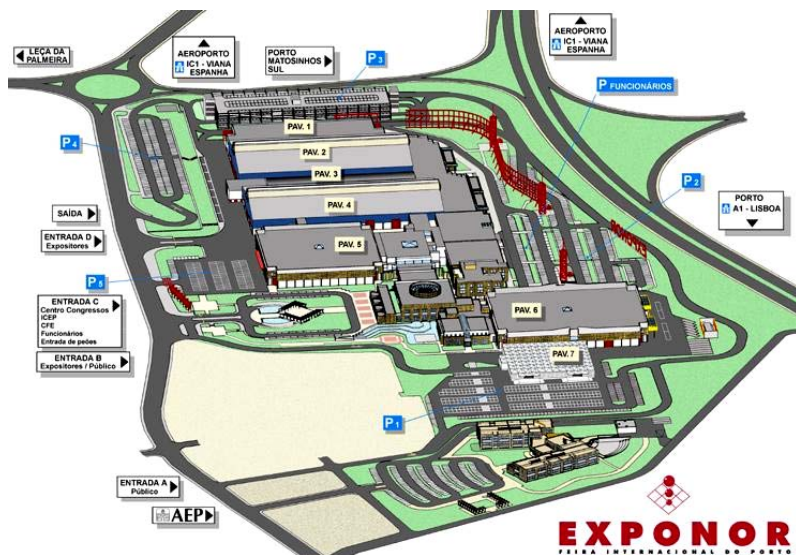 LEÇA DA
PALMEIRA
AEROPORTO
IC1 - VIANA
ESPANHA
PORTO
MATOSINHOS
SUL
P3
AEROPORTO
IC1 - VIANA
ESPANHA
P FUNCIONÁRIOS
PAV. 1
PAV. 2
PAV. 3
PAV. 4
PAV. 5
PAV. 6
PAV. 7
P4
P2
PORTO
A1 - LISBOA
SAÍDA
ENTRADA D
Expositores
P5
ENTRADA C
Centro Congressos
ICEP
CFE
Funcionários
Entrada de peões
ENTRADA B
Expositores / Público
P1
ENTRADA A
Público
AEP
EXPONOR
FEIRA INTERNACIONAL DO PORTO